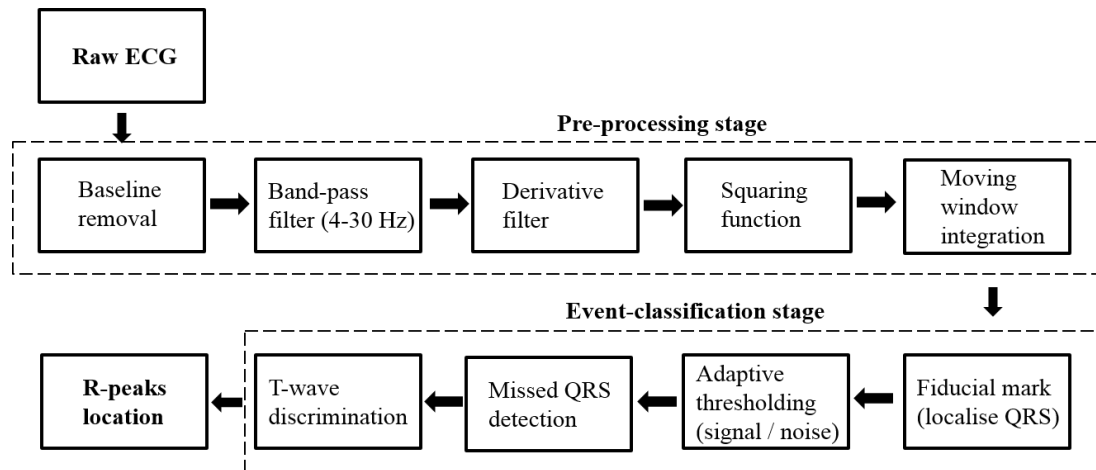 Raw ECG
Pre-processing stage
Baseline
removal
Band-pass
filter (4-30 Hz)
Derivative
filter
Squaring
function
Moving
window
integration
Event-classification stage
Fiducial mark
(localise QRS)
Adaptive
thresholding
(signal / noise)
Missed QRS
detection
T-wave
discrimination
R-peaks
location